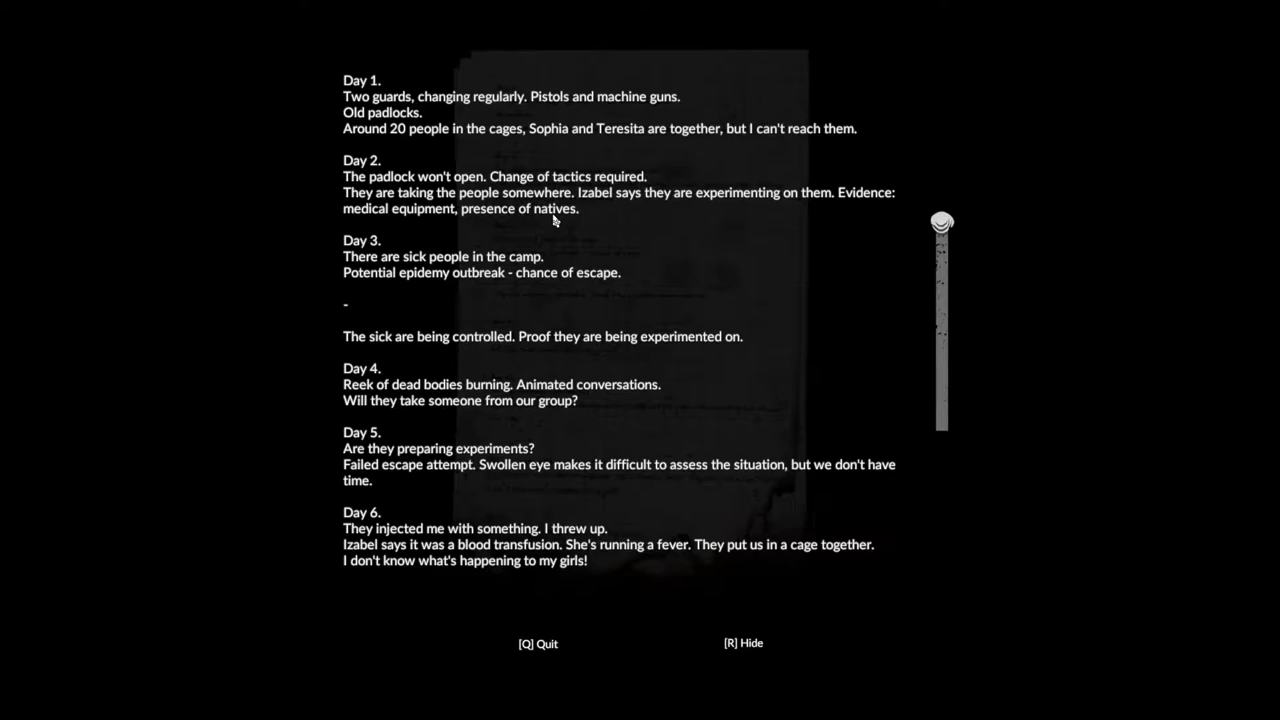 Day 1.
Two guards, changing regularly. Pistols and machine guns.
Old padlocks.
Around 20 people in the cages, Sophia and Teresita are together, but I can't reach them.
Day 2.
The padlock won't open. Change of tactics required.
They are taking the people somewhere. Izabel says they are experimenting on them. Evidence:
medical equipment, presence of natives.
Day 3.
There are sick people in the camp.
Potential epidemy outbreak - chance of escape.
-
The sick are being controlled. Proof they are being experimented on.
Day 4.
Reek of dead bodies burning. Animated conversations.
Will they take someone from our group?
Day 5.
Are they preparing experiments?
Failed escape attempt. Swollen eye makes it difficult to assess the situation, but we don't have
time.
Day 6.
They injected me with something. I threw up.
Izabel says it was a blood transfusion. She's running a fever. They put us in a cage together.
I don't know what's happening to my girls!
[Q] Quit
[R] Hide